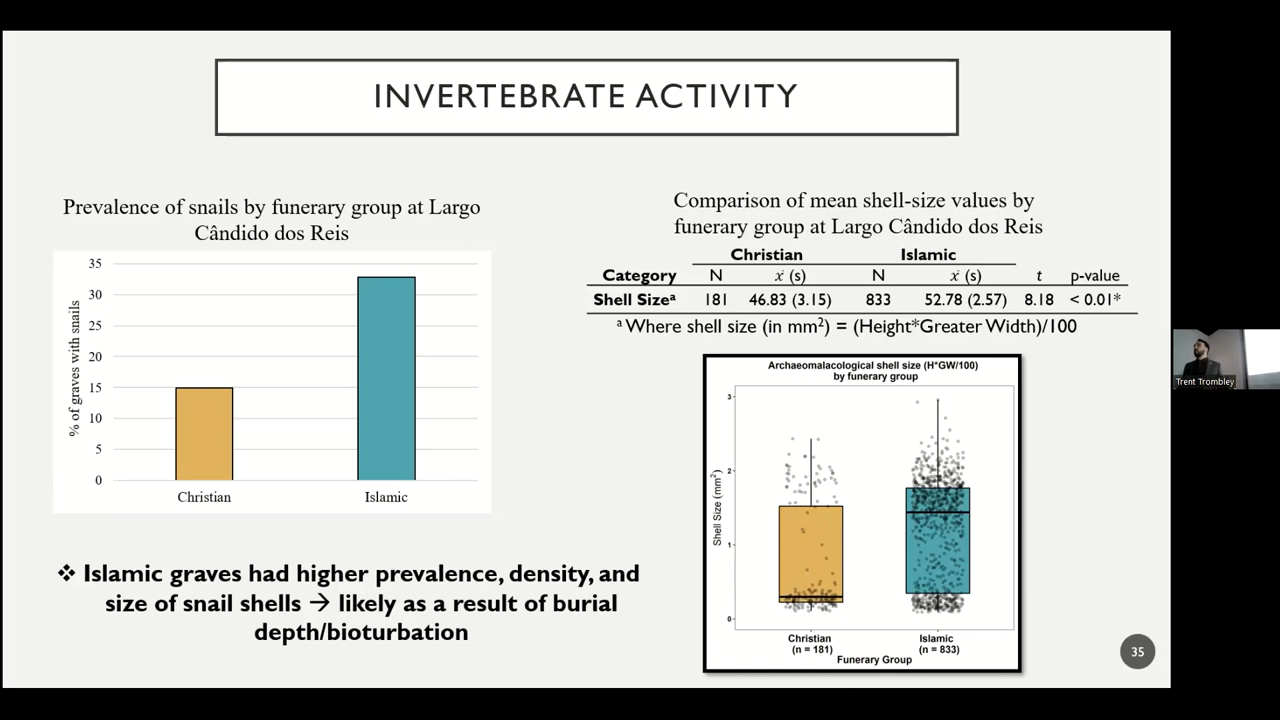 INVERTEBRATE ACTIVITY
Prevalence of snails by funerary group at Largo
Cândido dos Reis
% of graves with snails
35
30
25
20
15
10
5
0
Christian
Islamic
❖ Islamic graves had higher prevalence, density, and
size of snail shells → likely as a result of burial
depth/bioturbation
Comparison of mean shell-size values by
funerary group at Largo Cândido dos Reis
Christian Islamic
Category N ẋ (s) N ẋ (s) t p-value
Shell Sizeᵃ 181 46.83 (3.15) 833 52.78 (2.57) 8.18 < 0.01*
ᵃ Where shell size (in mm²) = (Height*Greater Width)/100
Archaeomalacological shell size (H*GW/100)
by funerary group
Shell Size (mm²)
3
2
1
0
Christian
(n = 181)
Islamic
(n = 833)
Funerary Group
35
Trent Trombley